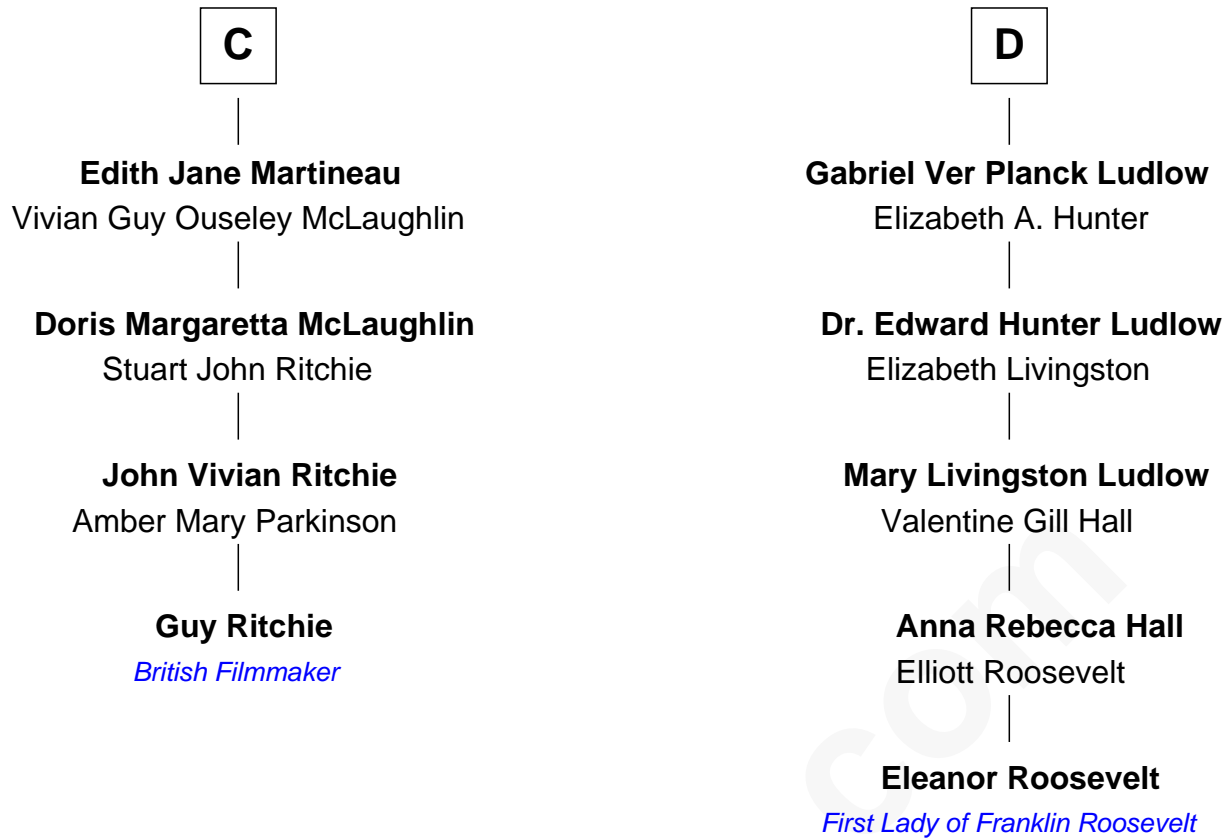 C
Edith Jane Martineau
Vivian Guy Ouseley McLaughlin
Doris Margaretta McLaughlin
Stuart John Ritchie
John Vivian Ritchie
Amber Mary Parkinson
Guy Ritchie
British Filmmaker
D
Gabriel Ver Planck Ludlow
Elizabeth A. Hunter
Dr. Edward Hunter Ludlow
Elizabeth Livingston
Mary Livingston Ludlow
Valentine Gill Hall
Anna Rebecca Hall
Elliott Roosevelt
Eleanor Roosevelt
First Lady of Franklin Roosevelt
com